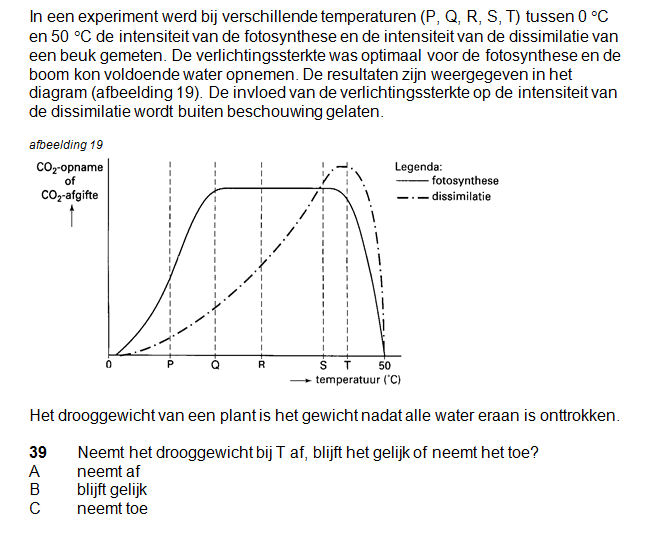 In een experiment werd bij verschillende temperaturen (P, Q, R, S, T) tussen 0 °C
en 50 °C de intensiteit van de fotosynthese en de intensiteit van de dissimilatie van
een beuk gemeten. De verlichtingssterkte was optimaal voor de fotosynthese en de
boom kon voldoende water opnemen. De resultaten zijn weergegeven in het
diagram (afbeelding 19). De invloed van de verlichtingssterkte op de intensiteit van
de dissimilatie wordt buiten beschouwing gelaten.
afbeelding 19
CO₂-opname
of
CO₂-afgifte
Legenda:
fotosynthese
dissimilatie
0 P Q R S T 50
temperatuur (°C)
Het drooggewicht van een plant is het gewicht nadat alle water eraan is onttrokken.
39 Neemt het drooggewicht bij T af, blijft het gelijk of neemt het toe?
A neemt af
B blijft gelijk
C neemt toe